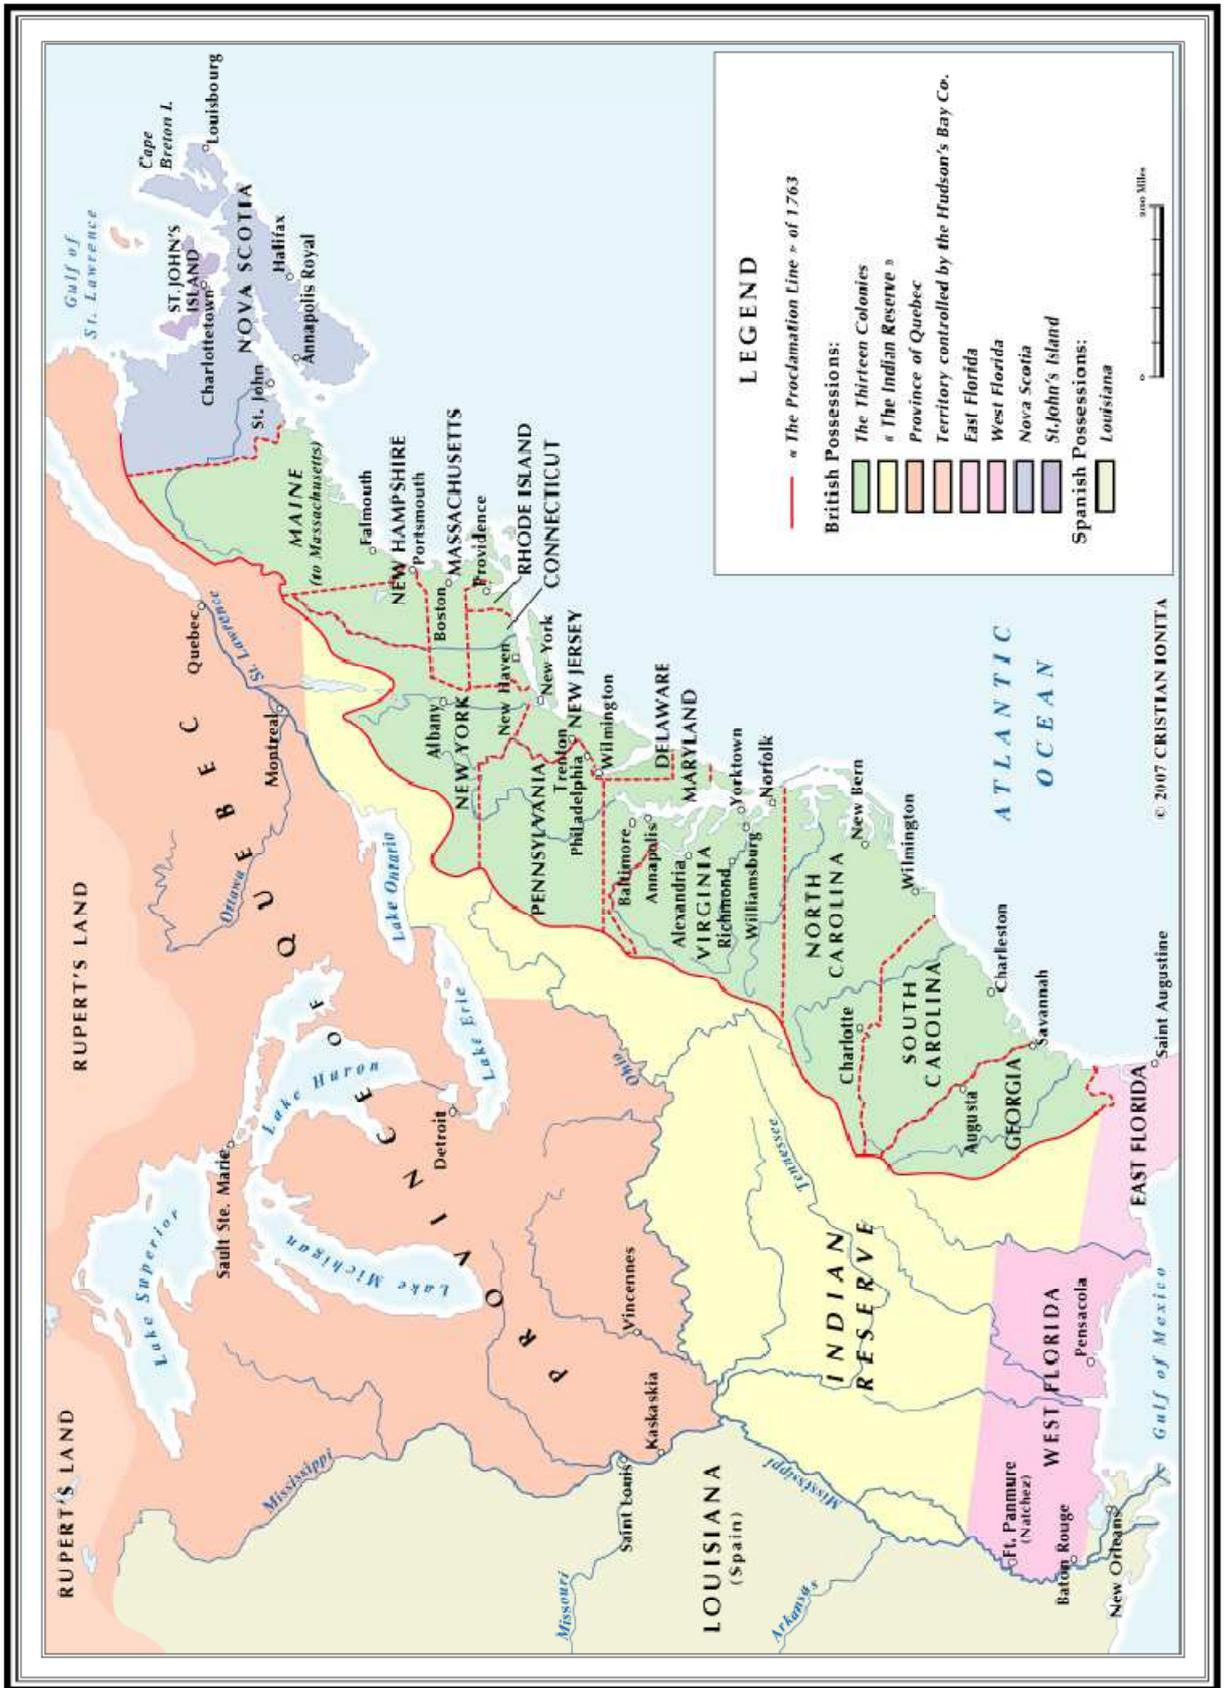 RUPERT'S LAND
RUPERT'S LAND
Gulf of
St. Lawrence
Cape
Breton I.
Louisbourg
ST.JOHN'S
ISLAND
Charlottetown
NOVA SCOTIA
Halifax
Annapolis Royal
St. John
PROVINCE OF QUEBEC
Quebec
St. Lawrence
Montreal
Ottawa
Lake Superior
Sault Ste. Marie
Lake Huron
Lake Michigan
Lake Ontario
Lake Erie
Detroit
MAINE
(to Massachusetts)
Falmouth
NEW HAMPSHIRE
Portsmouth
MASSACHUSETTS
Boston
Providence
RHODE ISLAND
CONNECTICUT
New Haven
New York
Albany
NEW YORK
NEW JERSEY
Trenton
Philadelphia
PENNSYLVANIA
Wilmington
DELAWARE
MARYLAND
Baltimore
Annapolis
Alexandria
VIRGINIA
Richmond
Williamsburg
Yorktown
Norfolk
NORTH
CAROLINA
New Bern
Wilmington
Charlotte
SOUTH
CAROLINA
Charleston
Savannah
Augusta
GEORGIA
Saint Augustine
EAST FLORIDA
WEST FLORIDA
Pensacola
Ft. Panmure
(Natchez)
Baton Rouge
New Orleans
Gulf of Mexico
INDIAN
RESERVE
Tennessee
Ohio
Vincennes
Kaskaskia
Saint Louis
Mississippi
Mississippi
Missouri
Arkansas
LOUISIANA
(Spain)
ATLANTIC
OCEAN
LEGEND
« The Proclamation Line » of 1763
British Possessions:
The Thirteen Colonies
« The Indian Reserve »
Province of Quebec
Territory controlled by the Hudson's Bay Co.
East Florida
West Florida
Nova Scotia
St.John's Island
Spanish Possessions:
Louisiana
0 200 Miles
© 2007 CRISTIAN IONITA